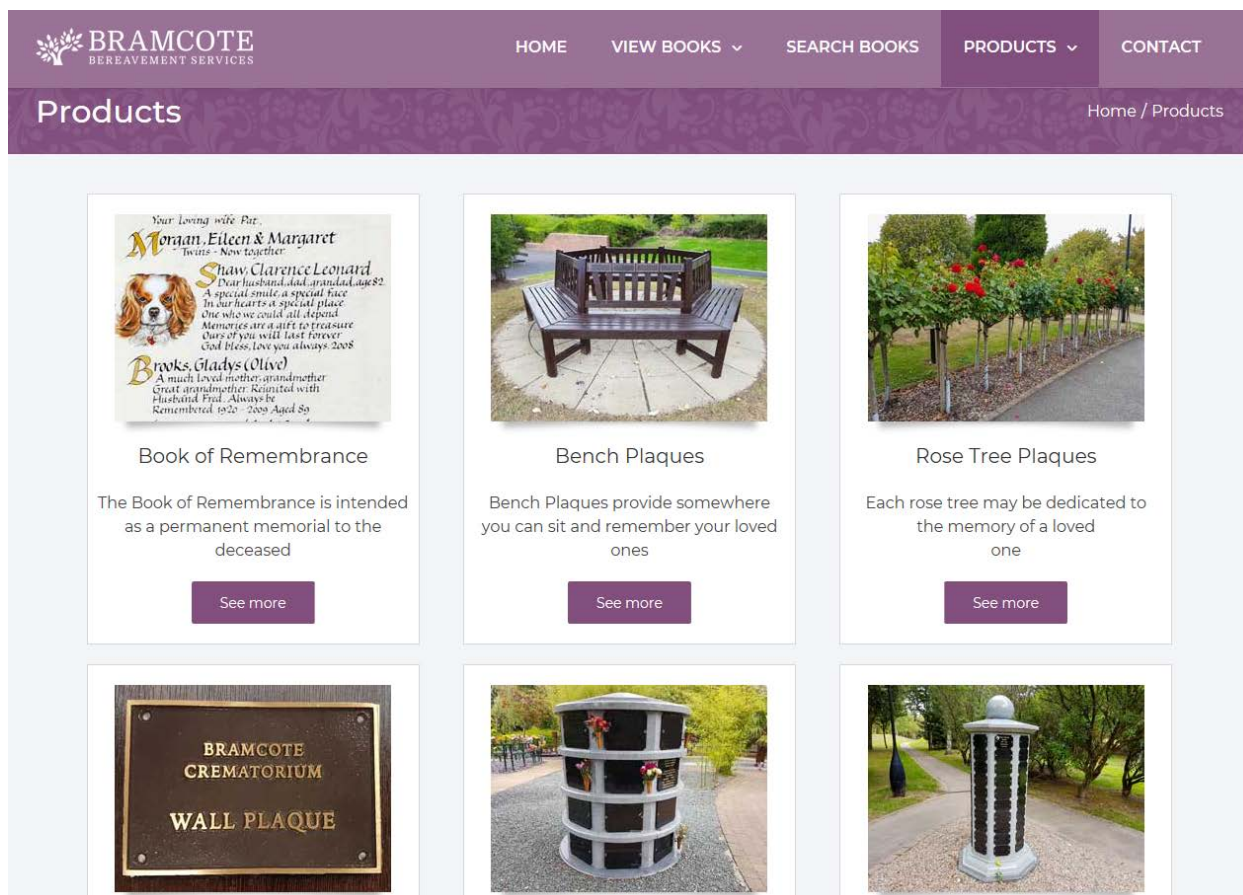 BRAMCOTE
BEREAVEMENT SERVICES
HOME
VIEW BOOKS
SEARCH BOOKS
PRODUCTS
CONTACT
Products
Home / Products
Your Loving wife Pat.
Morgan, Eileen & Margaret
Twins - Now together
Shaw, Clarence Leonard
Dear husband, dad, grandad, age 82
A special smile, a special face
In our hearts a special place
One who we could all depend
Memories are a gift to treasure
Ours of you will last forever
God bless, love you always. 2008
Brooks, Gladys (Olive)
A much loved mother, grandmother
Great grandmother. Reunited with
Husband Fred. Always be
Remembered 1920 - 2009 Aged 89
Book of Remembrance
The Book of Remembrance is intended
as a permanent memorial to the
deceased
See more
Bench Plaques
Bench Plaques provide somewhere
you can sit and remember your loved
ones
See more
Rose Tree Plaques
Each rose tree may be dedicated to
the memory of a loved
one
See more
BRAMCOTE
CREMATORIUM
WALL PLAQUE